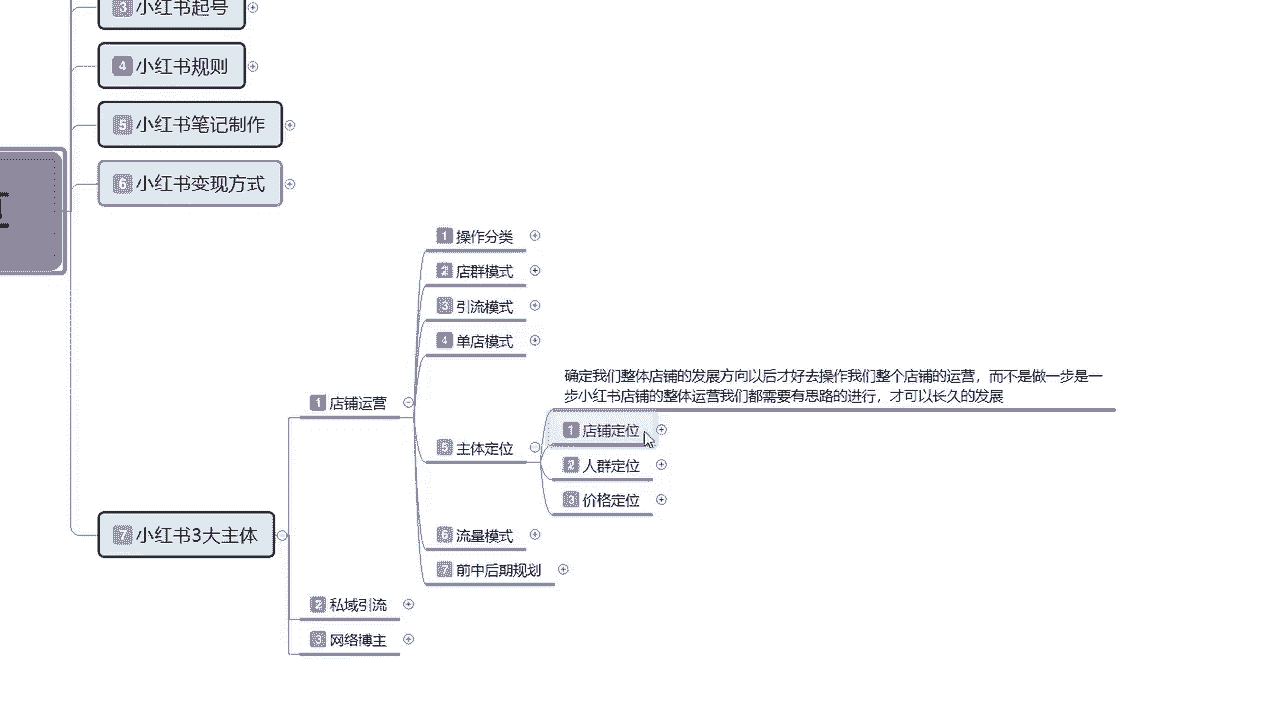 3 小红书起号
4 小红书规则
5 小红书笔记制作
6 小红书变现方式
7 小红书3大主体
1 店铺运营
1 操作分类
2 店群模式
3 引流模式
4 单店模式
5 主体定位
确定我们整体店铺的发展方向以后才好去操作我们整个店铺的运营，而不是做一步是一
步小红书店铺的整体运营我们都需要有思路的进行，才可以长久的发展
1 店铺定位
2 人群定位
3 价格定位
6 流量模式
7 前中后期规划
2 私域引流
3 网络博主